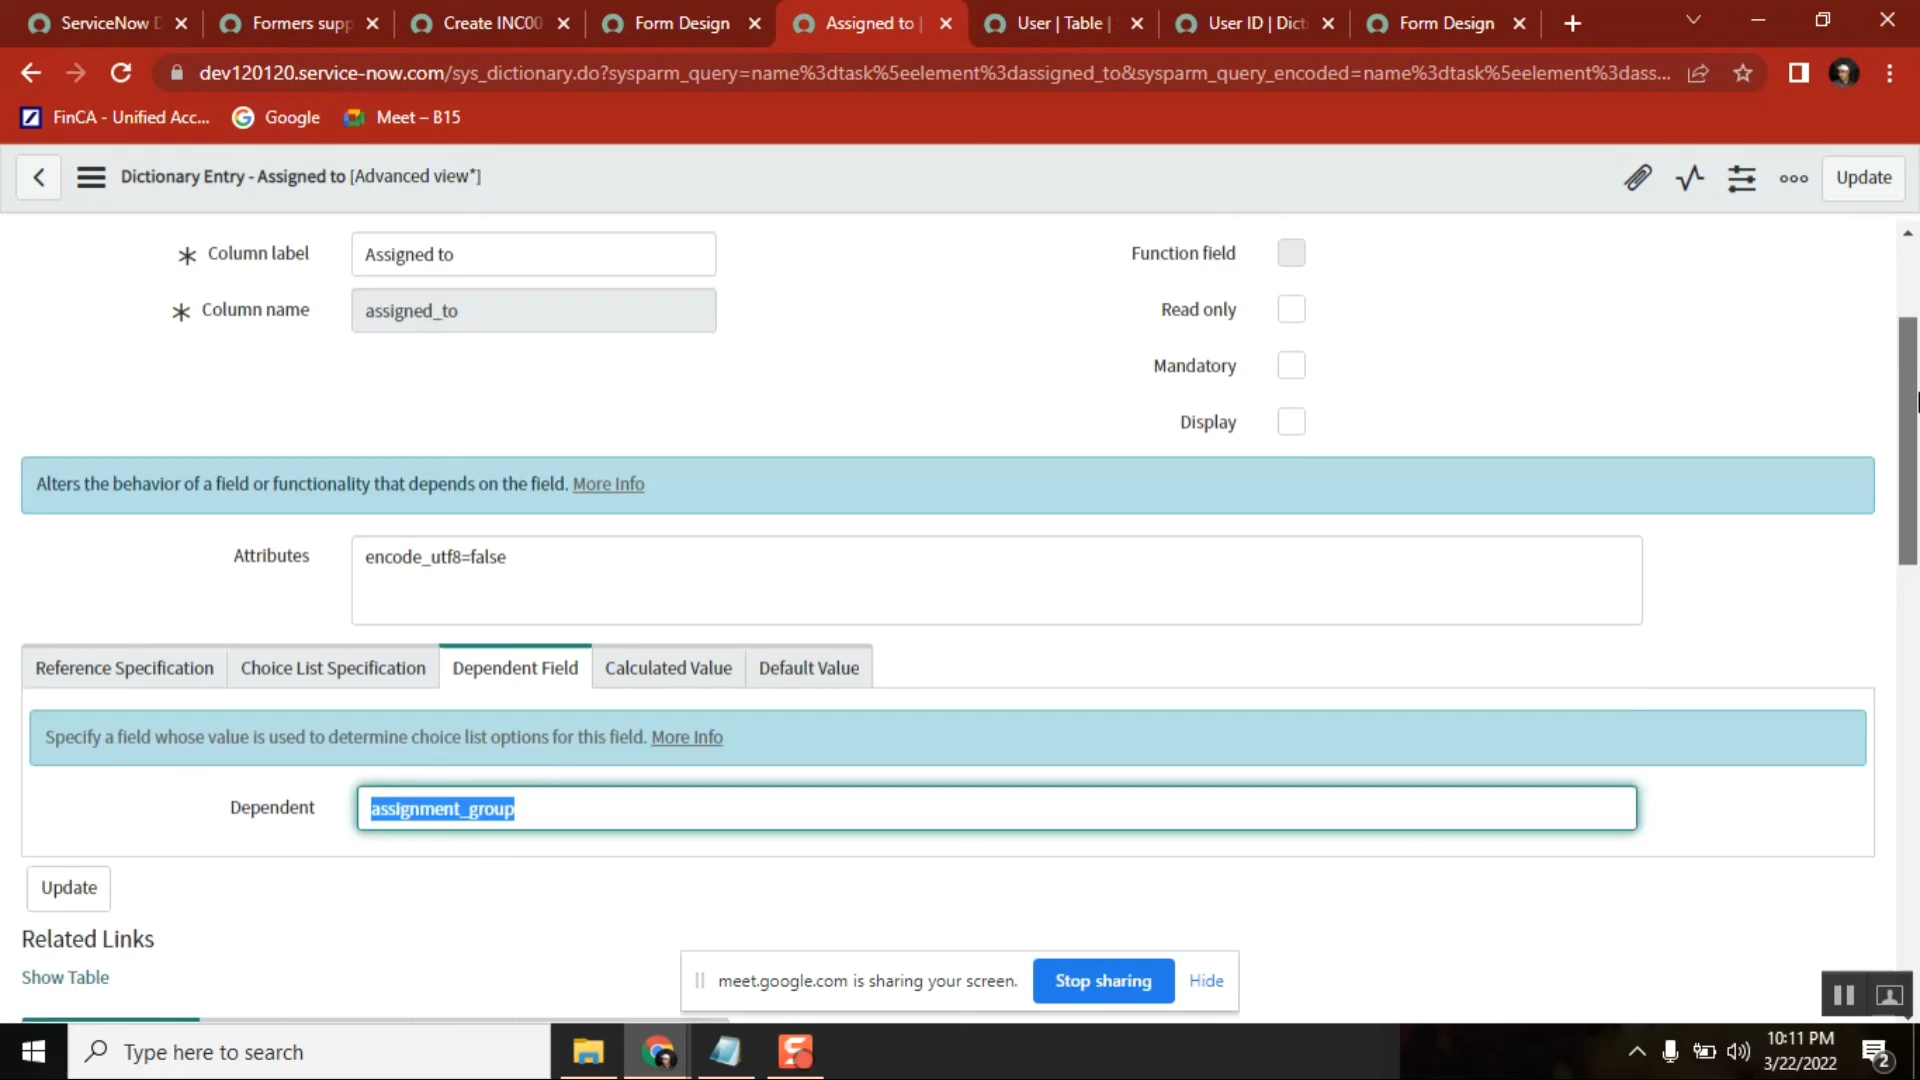 ServiceNow D
Formers supp
Create INC00
Form Design
Assigned to |
User | Table |
User ID | Dicti
Form Design
dev120120.service-now.com/sys_dictionary.do?sysparm_query=name%3dtask%5eelement%3dassigned_to&sysparm_query_encoded=name%3dtask%5eelement%3dass...
FinCA - Unified Acc...
Google
Meet – B15
Dictionary Entry - Assigned to [Advanced view*]
Update
Column label
Assigned to
Function field
Column name
assigned_to
Read only
Mandatory
Display
Alters the behavior of a field or functionality that depends on the field. More Info
Attributes
encode_utf8=false
Reference Specification
Choice List Specification
Dependent Field
Calculated Value
Default Value
Specify a field whose value is used to determine choice list options for this field. More Info
Dependent
assignment_group
Update
Related Links
Show Table
meet.google.com is sharing your screen.
Stop sharing
Hide
Type here to search
10:11 PM
3/22/2022
2